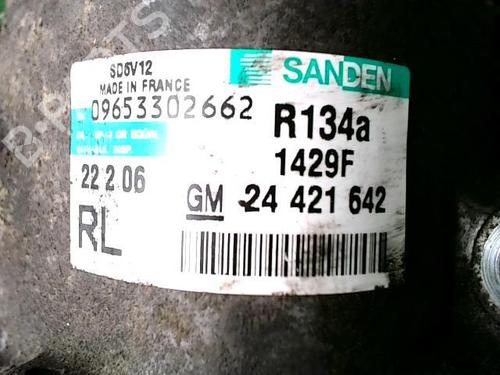 SD6V12
MADE IN FRANCE
SANDEN
09653302662
R134a
1429F
22 2 06
GM 24 421 642
RL